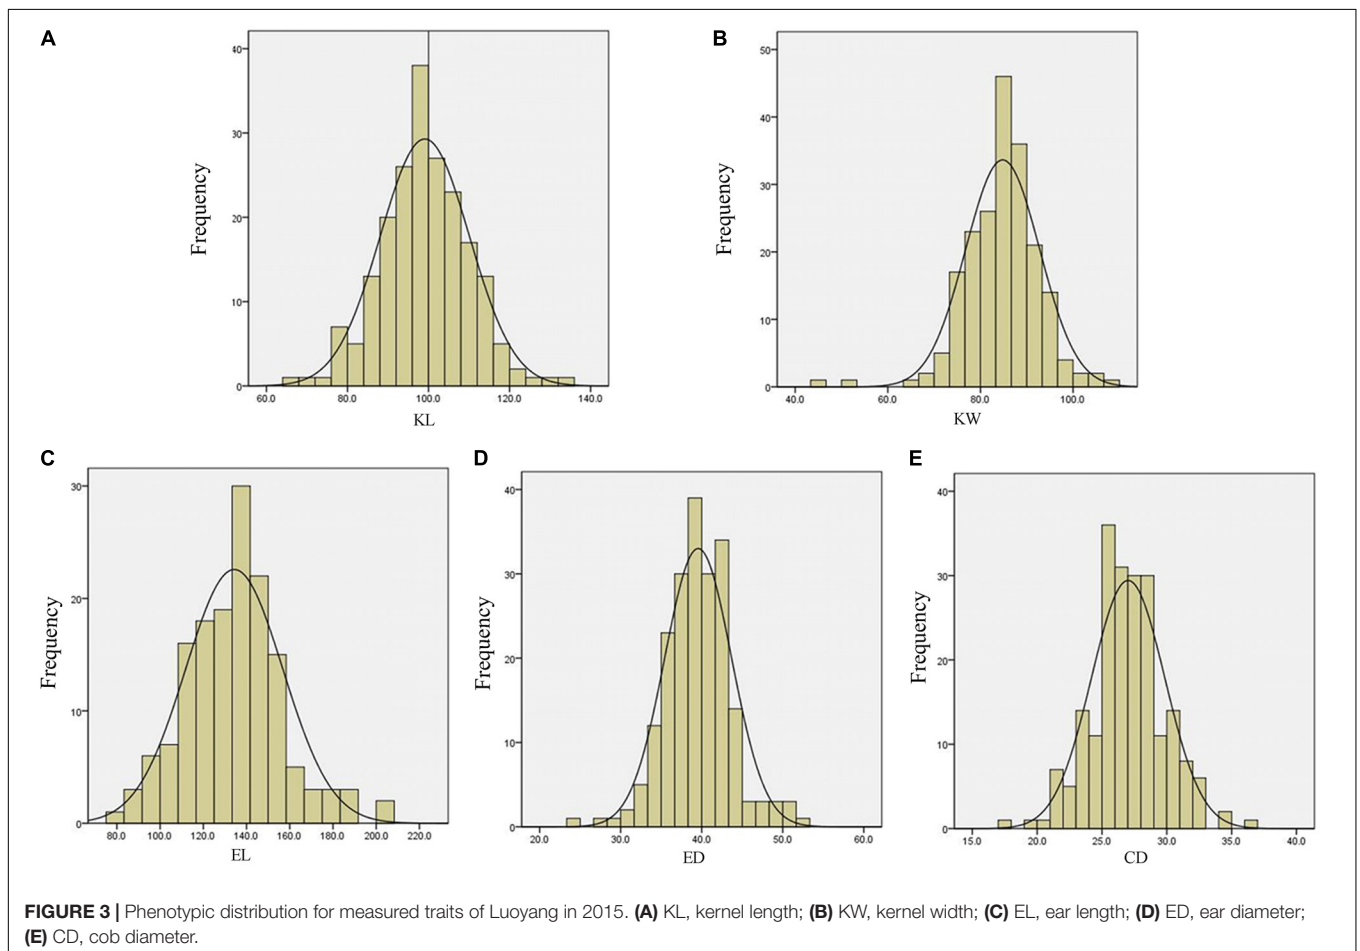 A
Frequency
40
30
20
10
0
60.0 80.0 100.0 120.0 140.0
KL
B
Frequency
50
40
30
20
10
0
40.0 60.0 80.0 100.0
KW
C
Frequency
30
20
10
0
80.0 100.0 120.0 140.0 160.0 180.0 200.0 220.0
EL
D
Frequency
40
30
20
10
0
20.0 30.0 40.0 50.0 60.0
ED
E
Frequency
40
30
20
10
0
15.0 20.0 25.0 30.0 35.0 40.0
CD
FIGURE 3 | Phenotypic distribution for measured traits of Luoyang in 2015. (A) KL, kernel length; (B) KW, kernel width; (C) EL, ear length; (D) ED, ear diameter;
(E) CD, cob diameter.